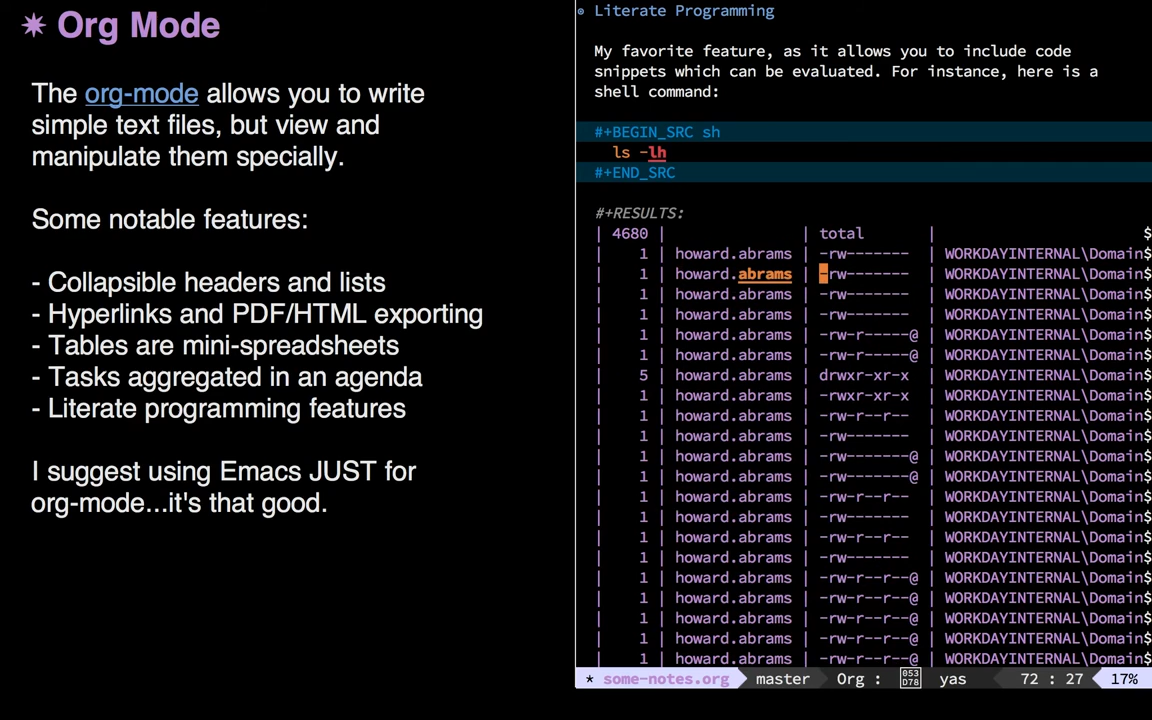 ✷ Org Mode
The org-mode allows you to write
simple text files, but view and
manipulate them specially.
Some notable features:
- Collapsible headers and lists
- Hyperlinks and PDF/HTML exporting
- Tables are mini-spreadsheets
- Tasks aggregated in an agenda
- Literate programming features
I suggest using Emacs JUST for
org-mode...it's that good.
Literate Programming
My favorite feature, as it allows you to include code
snippets which can be evaluated. For instance, here is a
shell command:
#+BEGIN_SRC sh
ls -lh
#+END_SRC
#+RESULTS:
| 4680 | | total | $
| 1 | howard.abrams | -rw------- | WORKDAYINTERNAL\Domain$
| 1 | howard.abrams | -rw------- | WORKDAYINTERNAL\Domain$
| 1 | howard.abrams | -rw------- | WORKDAYINTERNAL\Domain$
| 1 | howard.abrams | -rw------- | WORKDAYINTERNAL\Domain$
| 1 | howard.abrams | -rw-r-----@ | WORKDAYINTERNAL\Domain$
| 1 | howard.abrams | -rw-r-----@ | WORKDAYINTERNAL\Domain$
| 5 | howard.abrams | drwxr-xr-x | WORKDAYINTERNAL\Domain$
| 1 | howard.abrams | -rwxr-xr-x | WORKDAYINTERNAL\Domain$
| 1 | howard.abrams | -rw-r--r-- | WORKDAYINTERNAL\Domain$
| 1 | howard.abrams | -rw------- | WORKDAYINTERNAL\Domain$
| 1 | howard.abrams | -rw-------@ | WORKDAYINTERNAL\Domain$
| 1 | howard.abrams | -rw-------@ | WORKDAYINTERNAL\Domain$
| 1 | howard.abrams | -rw-r--r-- | WORKDAYINTERNAL\Domain$
| 1 | howard.abrams | -rw------- | WORKDAYINTERNAL\Domain$
| 1 | howard.abrams | -rw-r--r-- | WORKDAYINTERNAL\Domain$
| 1 | howard.abrams | -rw------- | WORKDAYINTERNAL\Domain$
| 1 | howard.abrams | -rw-r--r--@ | WORKDAYINTERNAL\Domain$
| 1 | howard.abrams | -rw-r--r--@ | WORKDAYINTERNAL\Domain$
| 1 | howard.abrams | -rw-r--r--@ | WORKDAYINTERNAL\Domain$
| 1 | howard.abrams | -rw-r--r--@ | WORKDAYINTERNAL\Domain$
| 1 | howard.abrams | -rw-r--r--@ | WORKDAYINTERNAL\Domain$
* some-notes.org master Org : 053D78 yas 72 : 27 17%